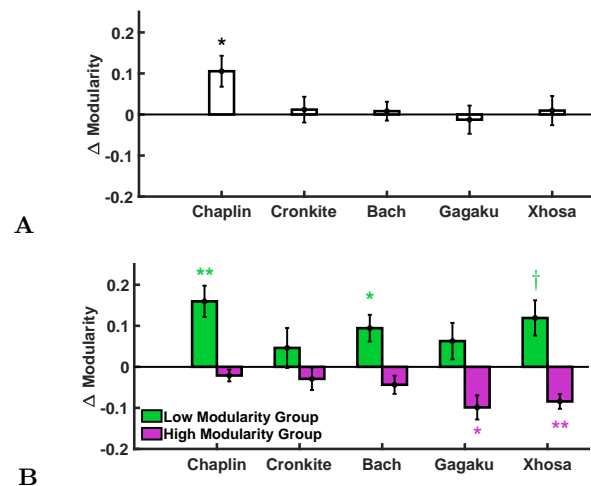 *
0.2
0.1
0
-0.1
-0.2
Δ Modularity
Chaplin Cronkite Bach Gagaku Xhosa
A
** * †
0.2
0.1
0
-0.1
-0.2
Δ Modularity
Low Modularity Group
High Modularity Group
* **
Chaplin Cronkite Bach Gagaku Xhosa
B